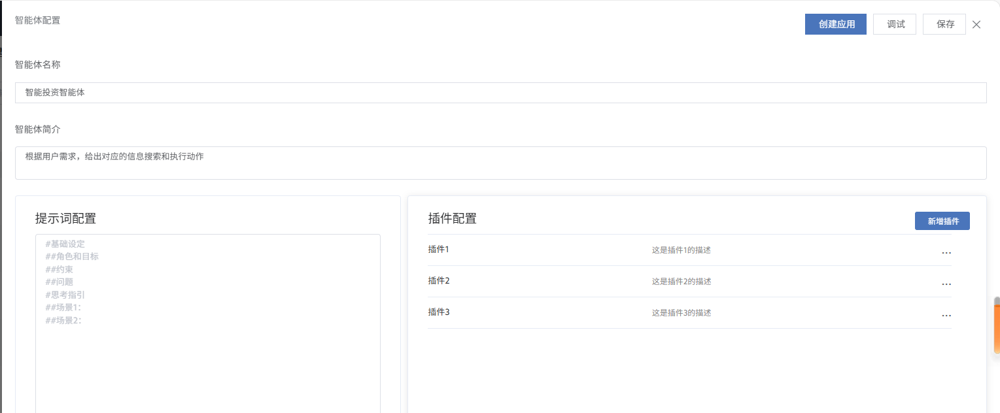 智能体配置
创建应用 调试 保存
智能体名称
智能投资智能体
智能体简介
根据用户需求，给出对应的信息搜索和执行动作
提示词配置
#基础设定
##角色和目标
##约束
##问题
#思考指引
##场景1：
##场景2：
插件配置
新增插件
插件1 这是插件1的描述 ...
插件2 这是插件2的描述 ...
插件3 这是插件3的描述 ...